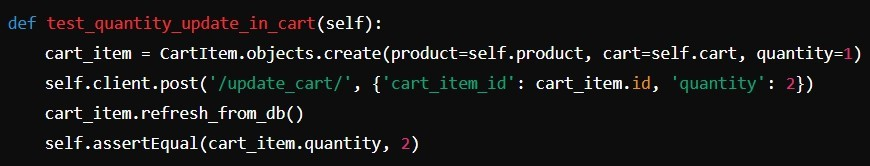 def test_quantity_update_in_cart(self):
    cart_item = CartItem.objects.create(product=self.product, cart=self.cart, quantity=1)
    self.client.post('/update_cart/', {'cart_item_id': cart_item.id, 'quantity': 2})
    cart_item.refresh_from_db()
    self.assertEqual(cart_item.quantity, 2)